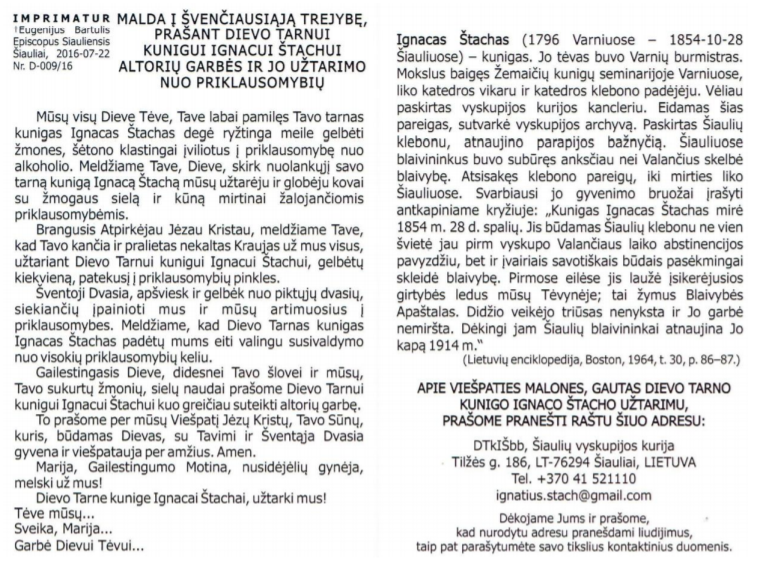 IMPRIMATUR
†Eugenijus Bartulis
Episcopus Siauliensis
Šiauliai, 2016-07-22
Nr. D-009/16
MALDA Į ŠVENČIAUSIĄJĄ TREJYBĘ,
PRAŠANT DIEVO TARNUI
KUNIGUI IGNACUI ŠTACHUI
ALTORIŲ GARBĖS IR JO UŽTARIMO
NUO PRIKLAUSOMYBIŲ
Mūsų visų Dieve Tėve, Tave labai pamilęs Tavo tarnas
kunigas Ignacas Štachas degė ryžtinga meile gelbėti
žmones, šėtono klastingai įviliotus į priklausomybę nuo
alkoholio. Meldžiame Tave, Dieve, skirk nuolankųjį savo
tarną kunigą Ignacą Štachą mūsų užtarėju ir globėju kovai
su žmogaus sielą ir kūną mirtinai žalojančiomis
priklausomybėmis.
Brangusis Atpirkėjau Jėzau Kristau, meldžiame Tave,
kad Tavo kančia ir pralietas nekaltas Kraujas už mus visus,
užtariant Dievo Tarnui kunigui Ignacui Štachui, gelbėtų
kiekvieną, patekusį į priklausomybių pinkles.
Šventoji Dvasia, apšviesk ir gelbėk nuo piktųjų dvasių,
siekiančių įpainioti mus ir mūsų artimuosius į
priklausomybes. Meldžiame, kad Dievo Tarnas kunigas
Ignacas Štachas padėtų mums eiti valingu susivaldymo
nuo visokių priklausomybių keliu.
Gailestingasis Dieve, didesnei Tavo šlovei ir mūsų,
Tavo sukurtų žmonių, sielų naudai prašome Dievo Tarnui
kunigui Ignacui Štachui kuo greičiau suteikti altorių garbę.
To prašome per mūsų Viešpatį Jėzų Kristų, Tavo Sūnų,
kuris, būdamas Dievas, su Tavimi ir Šventąja Dvasia
gyvena ir viešpatauja per amžius. Amen.
Marija, Gailestingumo Motina, nusidėjėlių gynėja,
melski už mus!
Dievo Tarne kunige Ignacai Štachai, užtarki mus!
Tėve mūsų...
Sveika, Marija...
Garbė Dievui Tėvui...
Ignacas Štachas (1796 Varniuose – 1854-10-28
Šiauliuose) – kunigas. Jo tėvas buvo Varnių burmistras.
Mokslus baigęs Žemaičių kunigų seminarijoje Varniuose,
liko katedros vikaru ir katedros klebono padėjėju. Vėliau
paskirtas vyskupijos kurijos kancleriu. Eidamas šias
pareigas, sutvarkė vyskupijos archyvą. Paskirtas Šiaulių
klebonu, atnaujino parapijos bažnyčią. Šiauliuose
blaivininkus buvo subūręs anksčiau nei Valančius skelbė
blaivybę. Atsisakęs klebono pareigų, iki mirties liko
Šiauliuose. Svarbiausi jo gyvenimo bruožai įrašyti
antkapiniame kryžiuje: „Kunigas Ignacas Štachas mirė
1854 m. 28 d. spalių. Jis būdamas Šiaulių klebonu ne vien
švietė jau pirm vyskupo Valančiaus laiko abstinencijos
pavyzdžiu, bet ir įvairiais savotiškais būdais pasėkmingai
skleidė blaivybę. Pirmose eilėse jis laužė įsikerėjusios
girtybės ledus mūsų Tėvynėje; tai žymus Blaivybės
Apaštalas. Didžio veikėjo triūsas nenyksta ir Jo garbė
nemiršta. Dėkingi jam Šiaulių blaivininkai atnaujina Jo
kapą 1914 m."
(Lietuvių enciklopedija, Boston, 1964, t. 30, p. 86–87.)
APIE VIEŠPATIES MALONES, GAUTAS DIEVO TARNO
KUNIGO IGNACO ŠTACHO UŽTARIMU,
PRAŠOME PRANEŠTI RAŠTU ŠIUO ADRESU:
DTkIŠbb, Šiaulių vyskupijos kurija
Tilžės g. 186, LT-76294 Šiauliai, LIETUVA
Tel. +370 41 521110
ignatius.stach@gmail.com
Dėkojame Jums ir prašome,
kad nurodytu adresu pranešdami liudijimus,
taip pat parašytumėte savo tikslius kontaktinius duomenis.